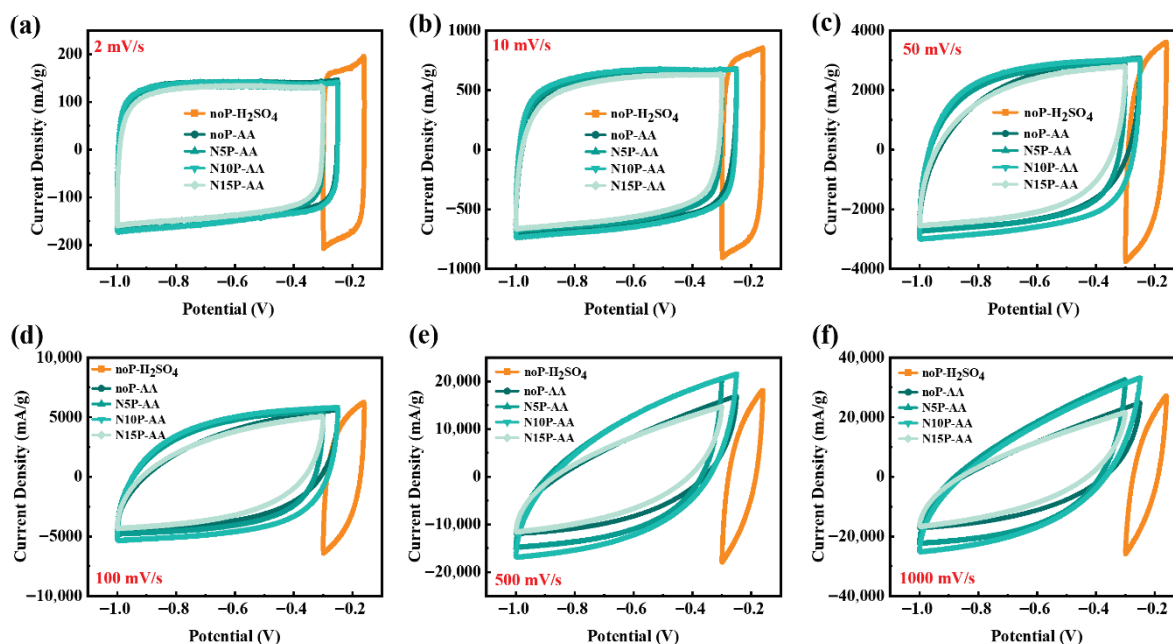 (a)
2 mV/s
200
100
0
−100
−200
Current Density (mA/g)
noP-H₂SO₄
noP-AA
N5P-AA
N10P-AA
N15P-AA
−1.0 −0.8 −0.6 −0.4 −0.2
Potential (V)
(b)
10 mV/s
1000
500
0
−500
−1000
Current Density (mA/g)
noP-H₂SO₄
noP-AA
N5P-AA
N10P-AA
N15P-AA
−1.0 −0.8 −0.6 −0.4 −0.2
Potential (V)
(c)
50 mV/s
4000
2000
0
−2000
−4000
Current Density (mA/g)
noP-H₂SO₄
noP-AA
N5P-AA
N10P-AA
N15P-AA
−1.0 −0.8 −0.6 −0.4 −0.2
Potential (V)
(d)
10,000
5000
0
−5000
−10,000
Current Density (mA/g)
noP-H₂SO₄
noP-AA
N5P-AA
N10P-AA
N15P-AA
100 mV/s
−1.0 −0.8 −0.6 −0.4 −0.2
Potential (V)
(e)
20,000
10,000
0
−10,000
−20,000
Current Density (mA/g)
noP-H₂SO₄
noP-AA
N5P-AA
N10P-AA
N15P-AA
500 mV/s
−1.0 −0.8 −0.6 −0.4 −0.2
Potential (V)
(f)
40,000
20,000
0
−20,000
−40,000
Current Density (mA/g)
noP-H₂SO₄
noP-AA
N5P-AA
N10P-AA
N15P-AA
1000 mV/s
−1.0 −0.8 −0.6 −0.4 −0.2
Potential (V)